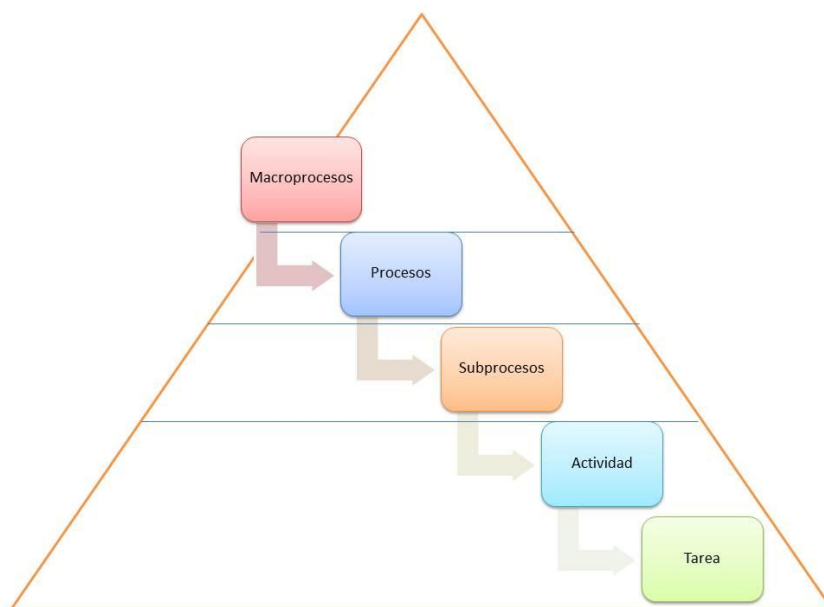 Macroprocesos
Procesos
Subprocesos
Actividad
Tarea